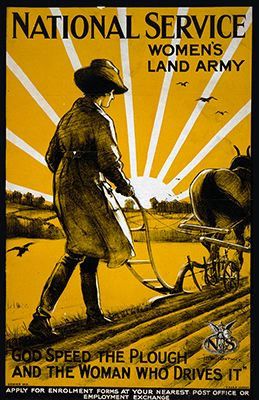 NATIONAL SERVICE
WOMEN'S
LAND ARMY
"GOD SPEED THE PLOUGH
AND THE WOMAN WHO DRIVES IT"
APPLY FOR ENROLMENT FORMS AT YOUR NEAREST POST OFFICE OR
EMPLOYMENT EXCHANGE